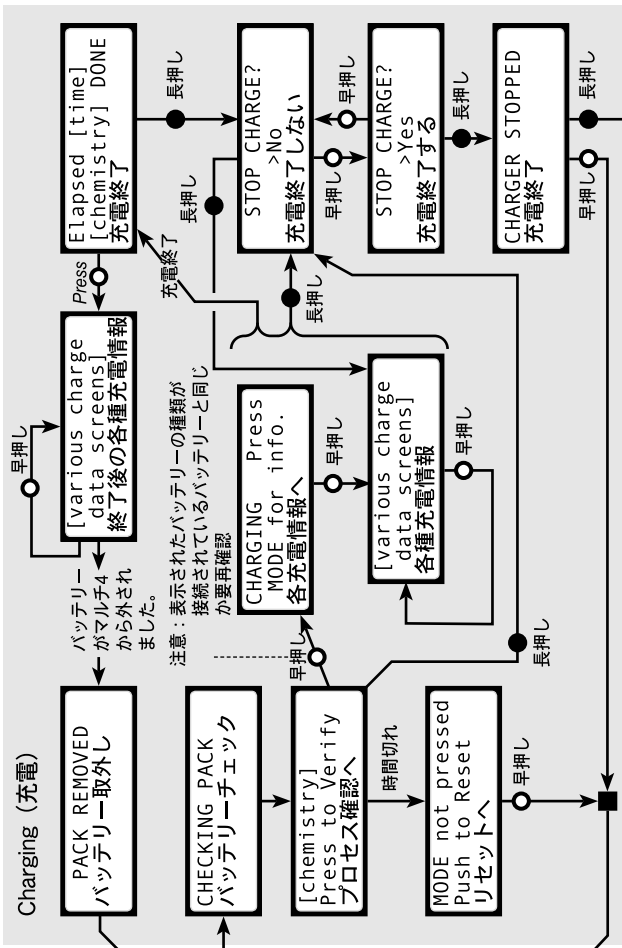 Charging（充電）
PACK REMOVED
バッテリー取外し
バッテリー
がマルチ4
から外され
ました。
[various charge
data screens]
終了後の各種充電情報
早押し
Press
Elapsed [time]
[chemistry] DONE
充電終了
長押し
CHECKING PACK
バッテリーチェック
注意：表示されたバッテリーの種類が
接続されているバッテリーと同じ
か要再確認
充電終了
長押し
[chemistry]
Press to Verify
プロセス確認へ
早押し
CHARGING  Press
MODE for info.
各充電情報へ
長押し
STOP CHARGE?
>No
充電終了しない
早押し
早押し
早押し
時間切れ
[various charge
data screens]
各種充電情報
早押し
STOP CHARGE?
>Yes
充電終了する
長押し
MODE not pressed
Push to Reset
リセットへ
早押し
長押し
CHARGER STOPPED
充電終了
早押し
長押し